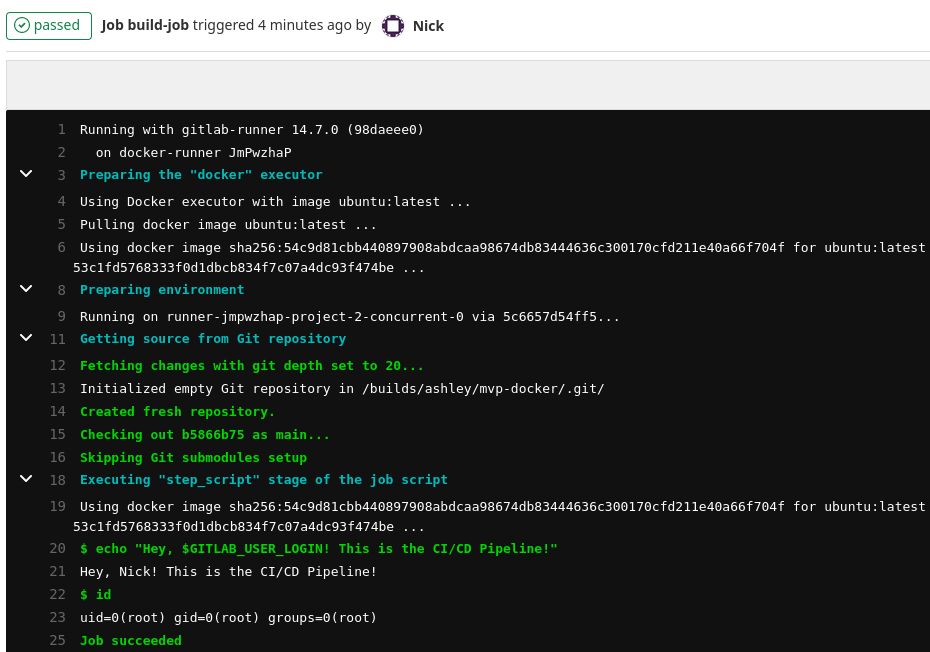 passed Job build-job triggered 4 minutes ago by Nick
1 Running with gitlab-runner 14.7.0 (98daeee0)
2 on docker-runner JmPwzhaP
3 Preparing the "docker" executor
4 Using Docker executor with image ubuntu:latest ...
5 Pulling docker image ubuntu:latest ...
6 Using docker image sha256:54c9d81cbb440897908abdcaa98674db83444636c300170cfd211e40a66f704f for ubuntu:latest
53c1fd5768333f0d1dbcb834f7c07a4dc93f474be ...
8 Preparing environment
9 Running on runner-jmpwzhap-project-2-concurrent-0 via 5c6657d54ff5...
11 Getting source from Git repository
12 Fetching changes with git depth set to 20...
13 Initialized empty Git repository in /builds/ashley/mvp-docker/.git/
14 Created fresh repository.
15 Checking out b5866b75 as main...
16 Skipping Git submodules setup
18 Executing "step_script" stage of the job script
19 Using docker image sha256:54c9d81cbb440897908abdcaa98674db83444636c300170cfd211e40a66f704f for ubuntu:latest
53c1fd5768333f0d1dbcb834f7c07a4dc93f474be ...
20 $ echo "Hey, $GITLAB_USER_LOGIN! This is the CI/CD Pipeline!"
21 Hey, Nick! This is the CI/CD Pipeline!
22 $ id
23 uid=0(root) gid=0(root) groups=0(root)
25 Job succeeded